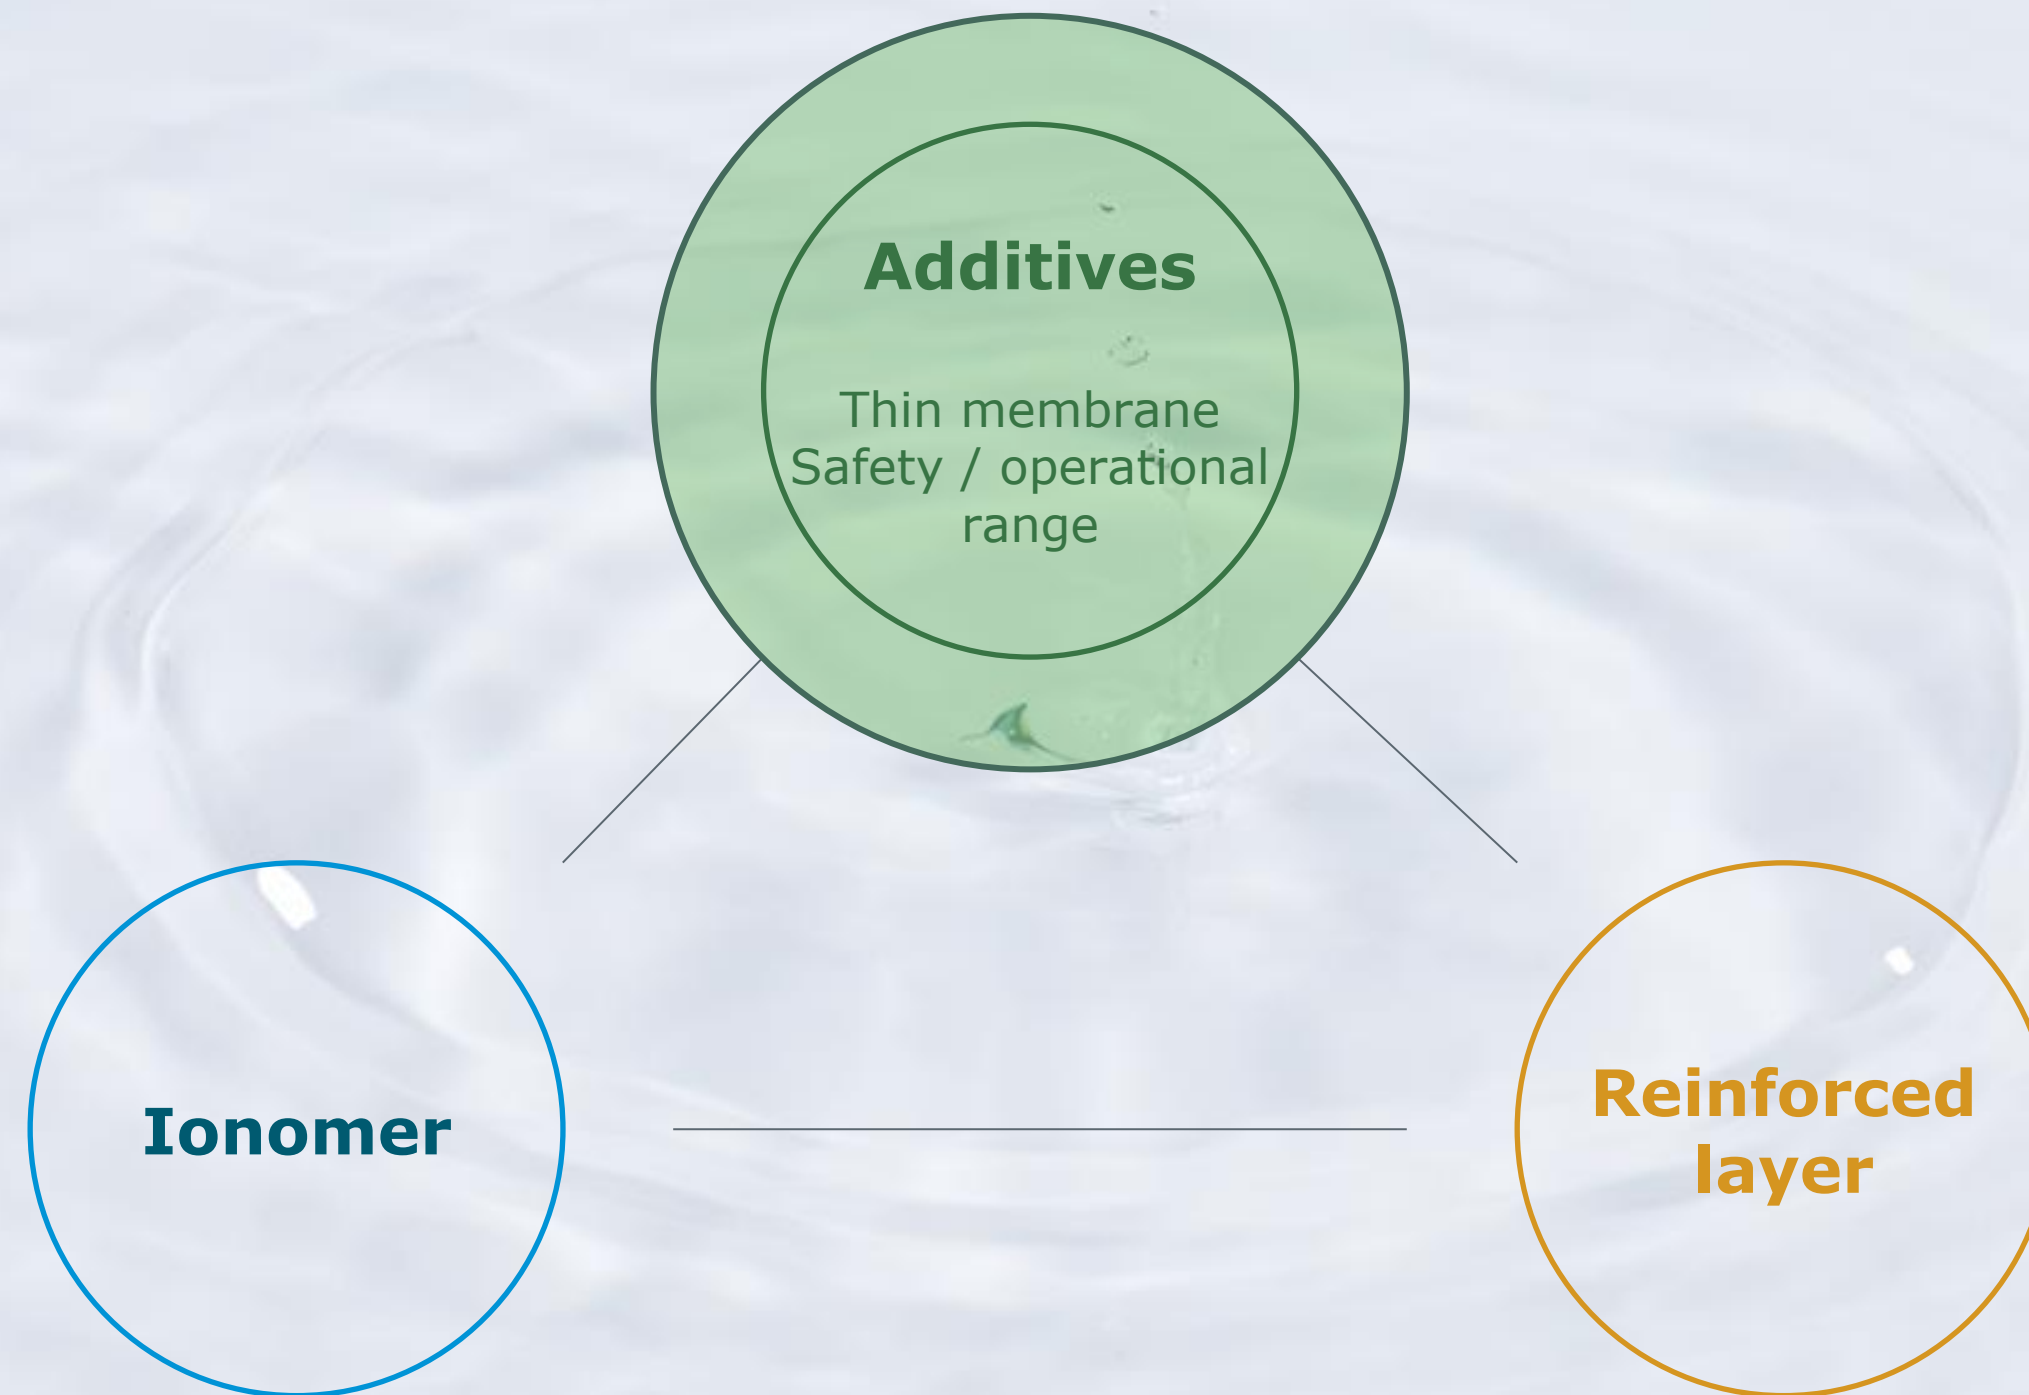 Additives
Thin membrane
Safety / operational
range
Ionomer
Reinforced
layer